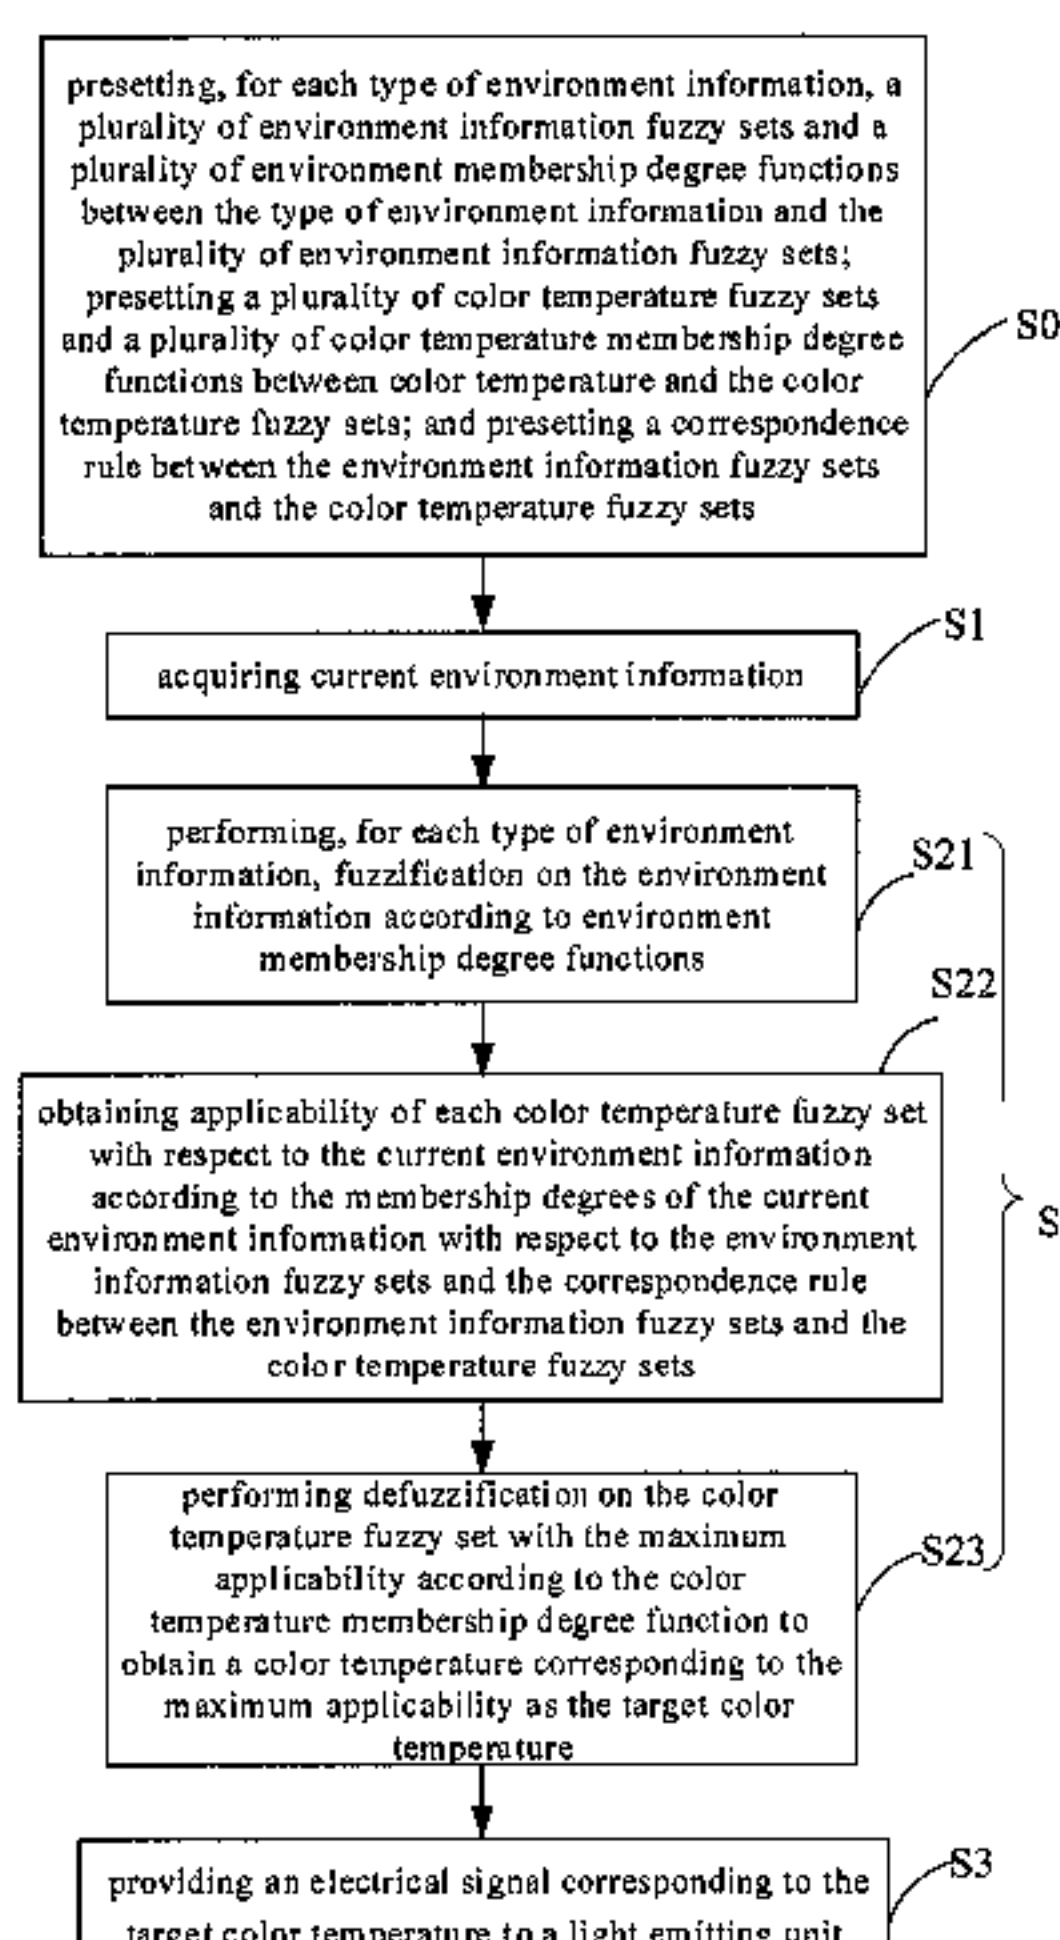 presetting, for each type of environment information, a
plurality of environment information fuzzy sets and a
plurality of environment membership degree functions
between the type of environment information and the
plurality of environment information fuzzy sets;
presetting a plurality of color temperature fuzzy sets
and a plurality of color temperature membership degree
functions between color temperature and the color
temperature fuzzy sets; and presetting a correspondence
rule between the environment information fuzzy sets
and the color temperature fuzzy sets
S0
S1
acquiring current environment information
performing, for each type of environment
information, fuzzification on the environment
information according to environment
membership degree functions
S21
S22
obtaining applicability of each color temperature fuzzy set
with respect to the current environment information
according to the membership degrees of the current
environment information with respect to the environment
information fuzzy sets and the correspondence rule
between the environment information fuzzy sets and the
color temperature fuzzy sets
S
performing defuzzification on the color
temperature fuzzy set with the maximum
applicability according to the color
temperature membership degree function to
obtain a color temperature corresponding to the
maximum applicability as the target color
temperature
S23
S3
providing an electrical signal corresponding to the
target color temperature to a light emitting unit